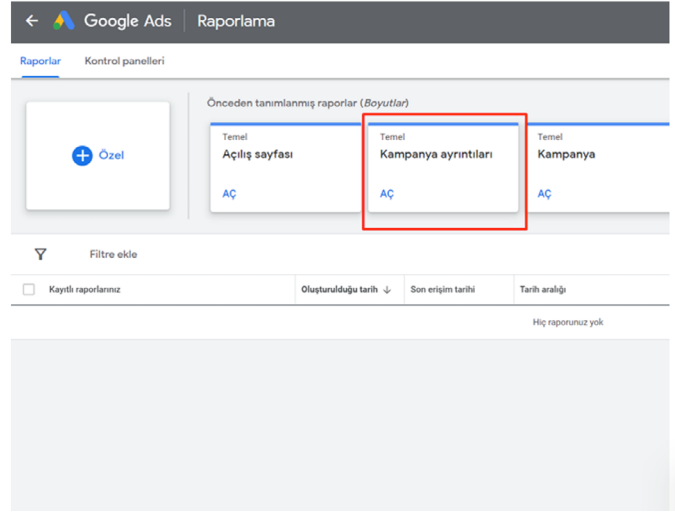 Google Ads
Raporlama
Raporlar
Kontrol panelleri
Önceden tanımlanmış raporlar (Boyutlar)
Özel
Temel
Açılış sayfası
AÇ
Temel
Kampanya ayrıntıları
AÇ
Temel
Kampanya
AÇ
Filtre ekle
Kayıtlı raporlarınız
Oluşturulduğu tarih
Son erişim tarihi
Tarih aralığı
Hiç raporunuz yok